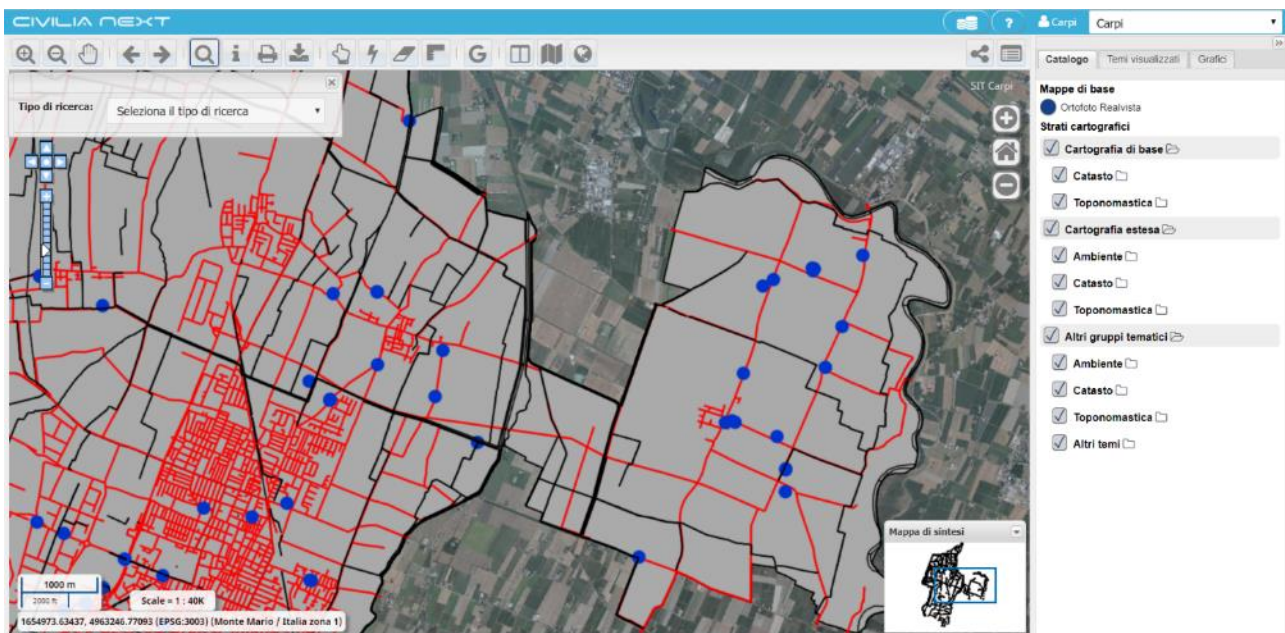 CIVILIA NEXT
?
Carpi
Carpi
i
G
Tipo di ricerca:
Seleziona il tipo di ricerca
SIT Carpi
Catalogo
Temi visualizzati
Grafici
Mappe di base
Ortofoto Realvista
Strati cartografici
Cartografia di base
Catasto
Toponomastica
Cartografia estesa
Ambiente
Catasto
Toponomastica
Altri gruppi tematici
Ambiente
Catasto
Toponomastica
Altri temi
Mappa di sintesi
1000 m
2000 ft
Scale = 1 : 40K
1654973.63437, 4963246.77093 (EPSG:3003) (Monte Mario / Italia zona 1)